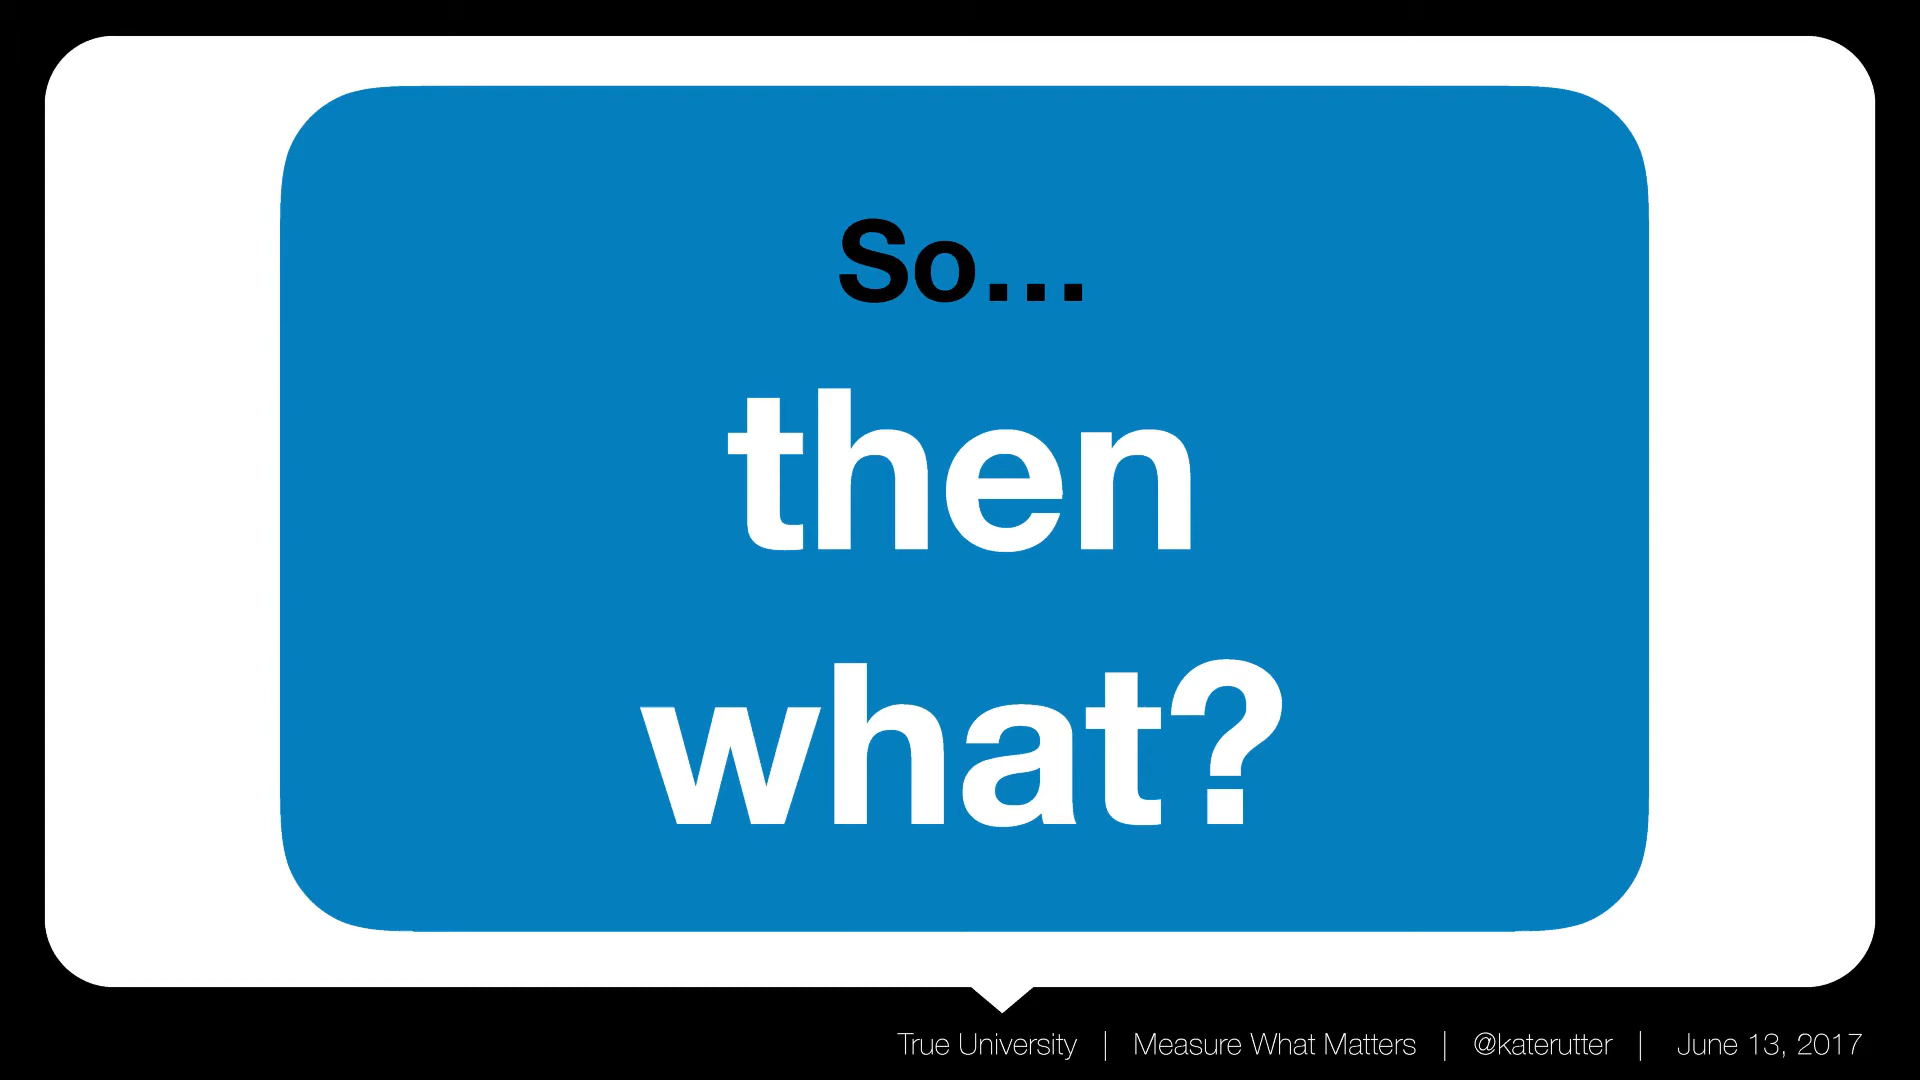 So...
then
what?
True University | Measure What Matters | @katerutter | June 13, 2017